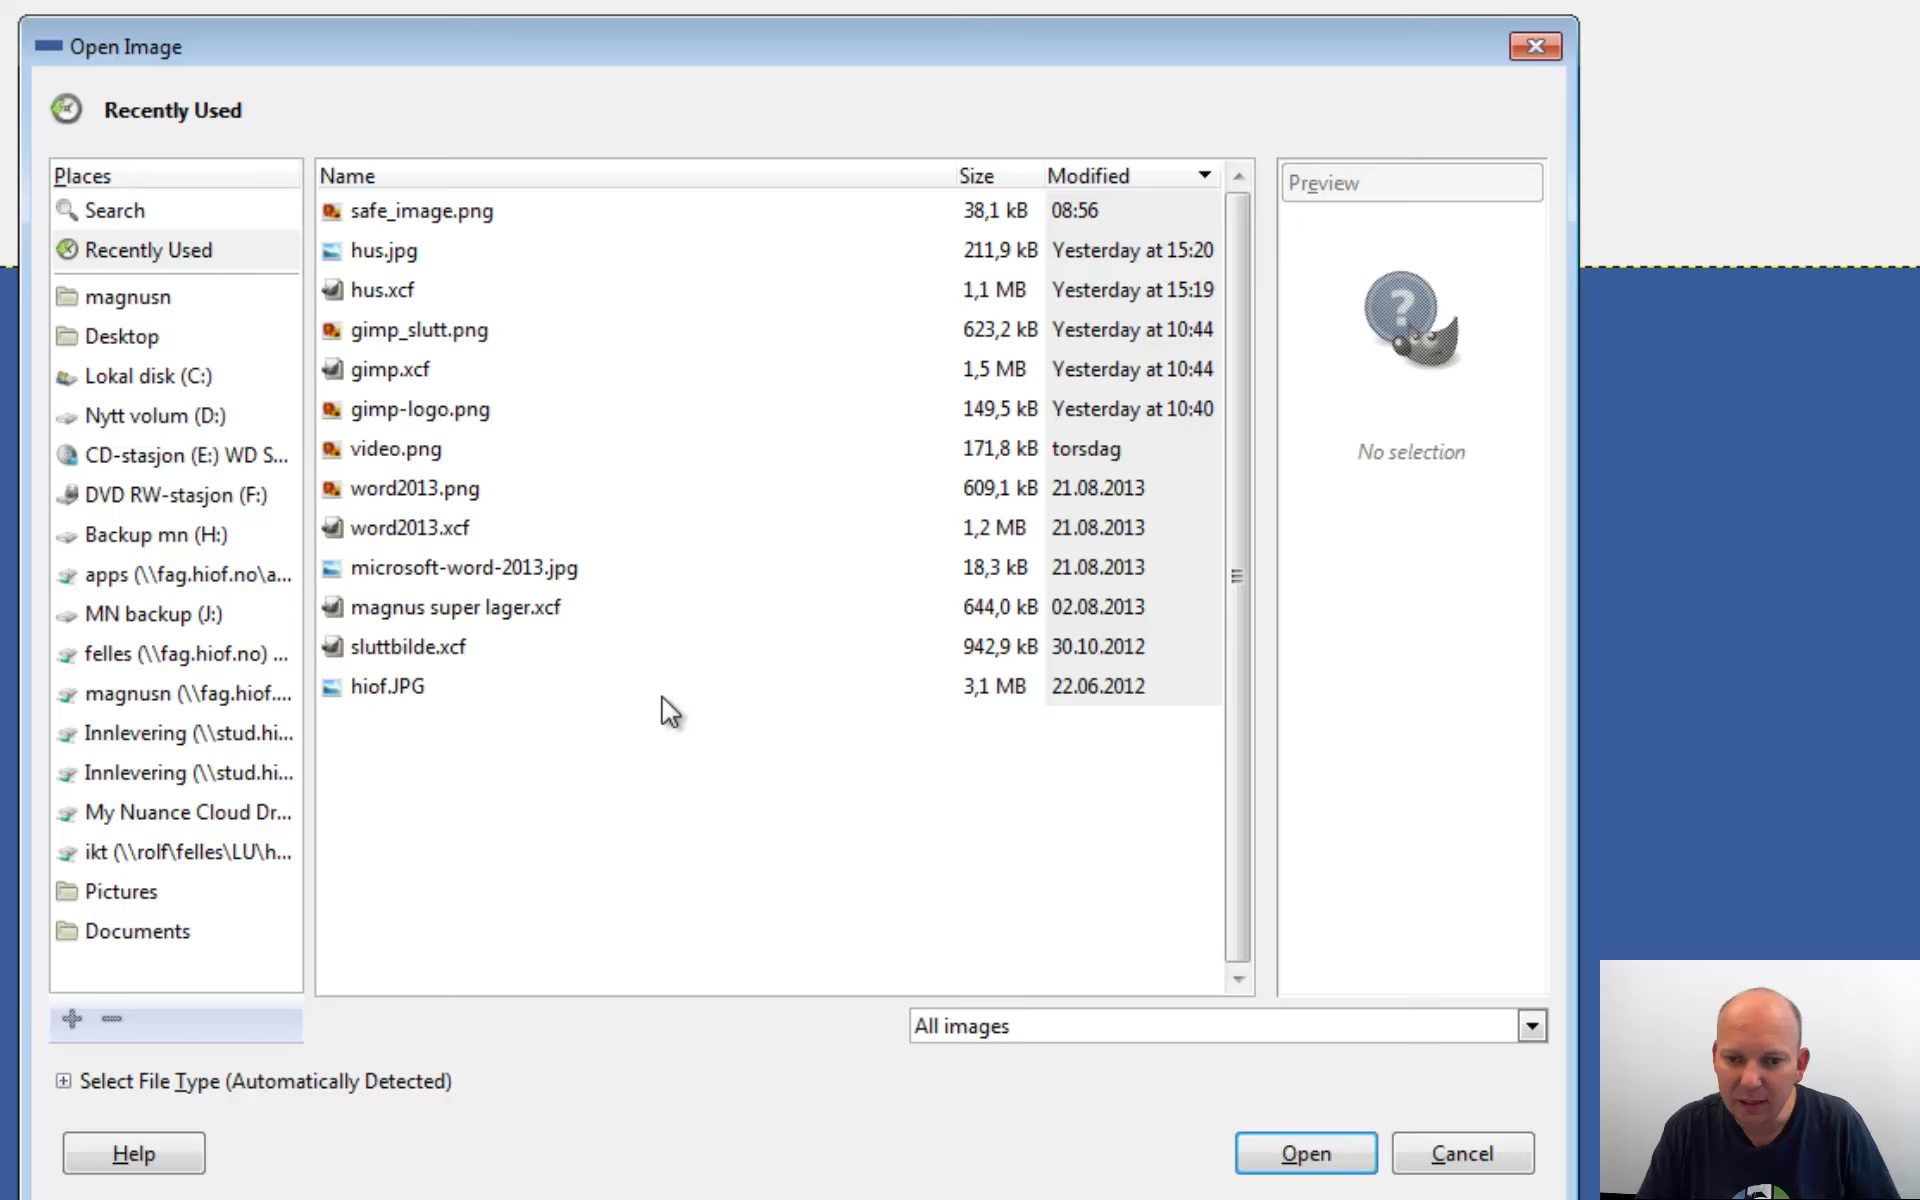 Open Image
Recently Used
Places
Search
Recently Used
magnusn
Desktop
Lokal disk (C:)
Nytt volum (D:)
CD-stasjon (E:) WD S...
DVD RW-stasjon (F:)
Backup mn (H:)
apps (\\fag.hiof.no\a...
MN backup (J:)
felles (\\fag.hiof.no) ...
magnusn (\\fag.hiof....
Innlevering (\\stud.hi...
Innlevering (\\stud.hi...
My Nuance Cloud Dr...
ikt (\\rolf\felles\LU\h...
Pictures
Documents
Name Size Modified
safe_image.png 38,1 kB 08:56
hus.jpg 211,9 kB Yesterday at 15:20
hus.xcf 1,1 MB Yesterday at 15:19
gimp_slutt.png 623,2 kB Yesterday at 10:44
gimp.xcf 1,5 MB Yesterday at 10:44
gimp-logo.png 149,5 kB Yesterday at 10:40
video.png 171,8 kB torsdag
word2013.png 609,1 kB 21.08.2013
word2013.xcf 1,2 MB 21.08.2013
microsoft-word-2013.jpg 18,3 kB 21.08.2013
magnus super lager.xcf 644,0 kB 02.08.2013
sluttbilde.xcf 942,9 kB 30.10.2012
hiof.JPG 3,1 MB 22.06.2012
Preview
No selection
All images
Select File Type (Automatically Detected)
Help
Open
Cancel